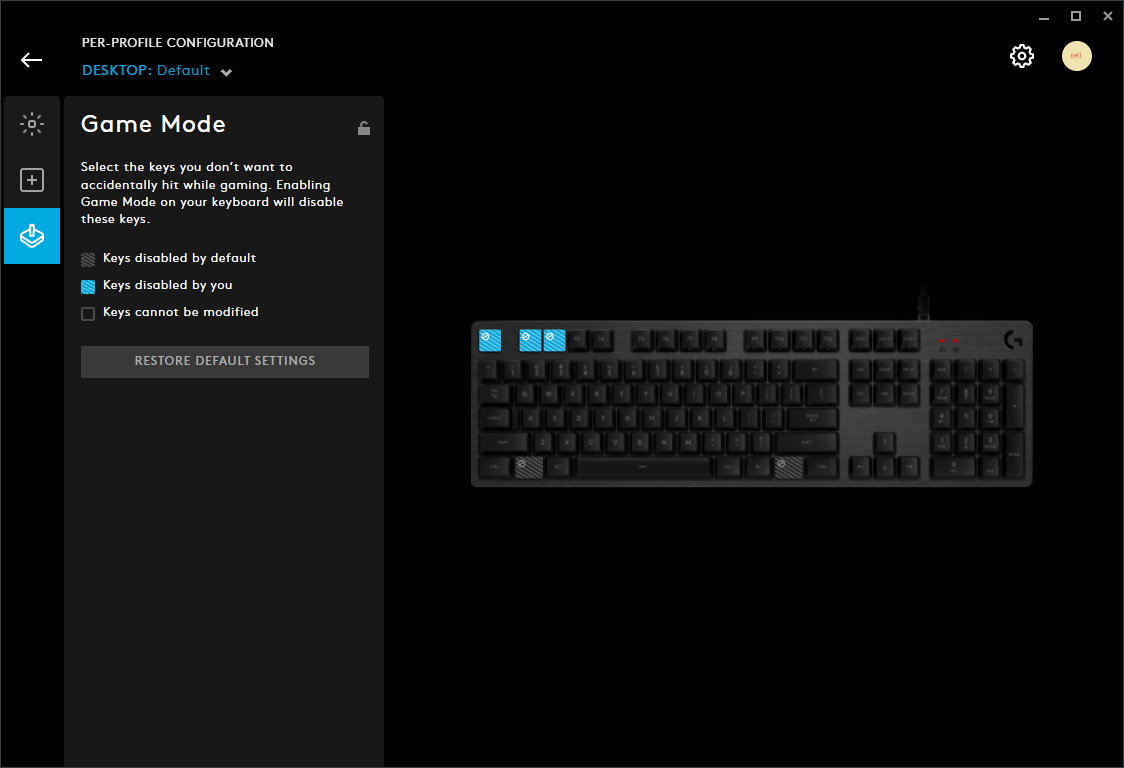 PER-PROFILE CONFIGURATION
DESKTOP: Default
Game Mode
Select the keys you don't want to
accidentally hit while gaming. Enabling
Game Mode on your keyboard will disable
these keys.
Keys disabled by default
Keys disabled by you
Keys cannot be modified
RESTORE DEFAULT SETTINGS